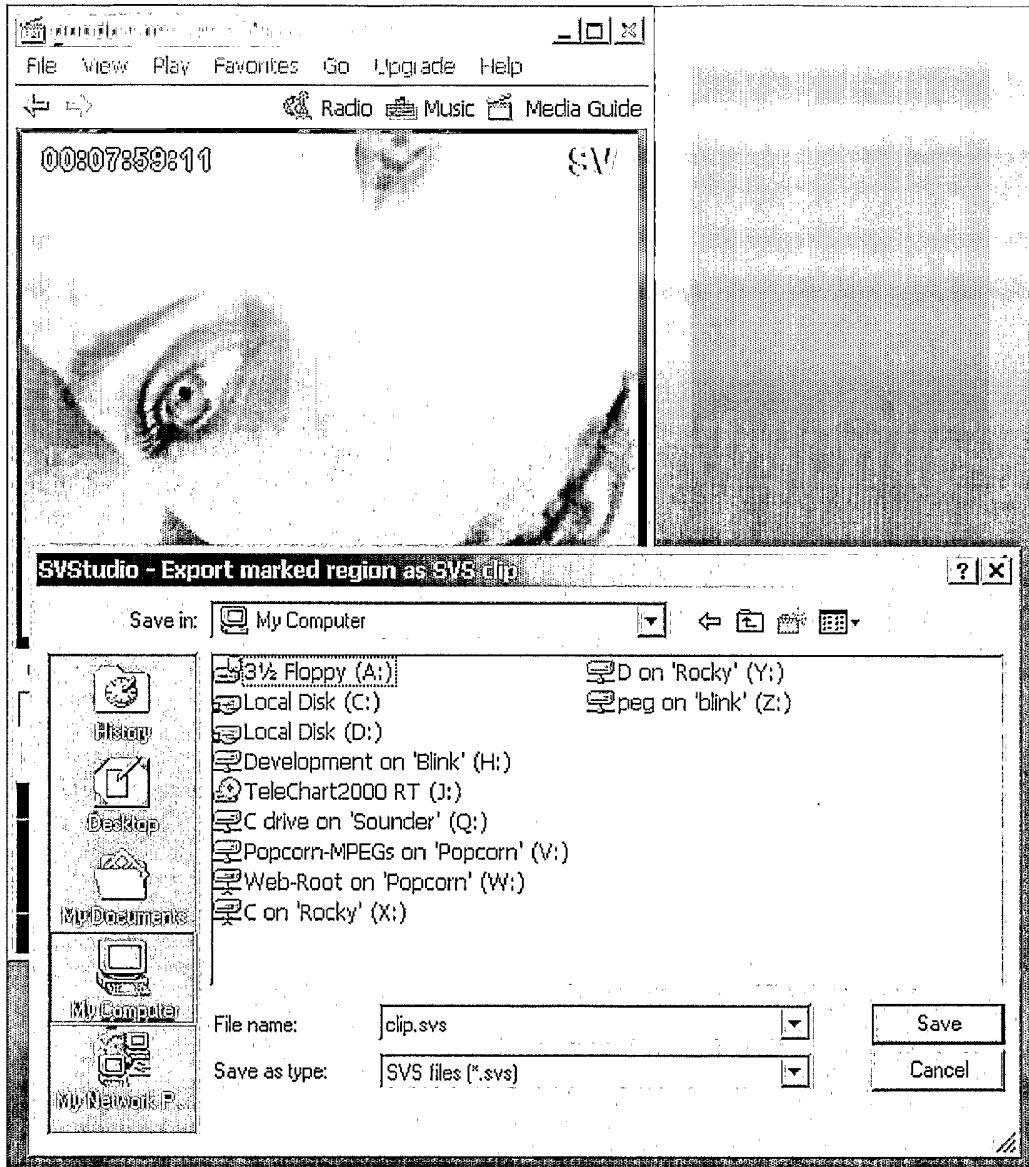 File View Play Favorites Go Upgrade Help
Radio Music Media Guide
00:07:59:11 SV
SVStudio - Export marked region as SVS clip
Save in: My Computer
3½ Floppy (A:)
Local Disk (C:)
Local Disk (D:)
Development on 'Blink' (H:)
TeleChart2000 RT (J:)
C drive on 'Sounder' (Q:)
Popcorn-MPEGs on 'Popcorn' (V:)
Web-Root on 'Popcorn' (W:)
C on 'Rocky' (X:)
D on 'Rocky' (Y:)
peg on 'blink' (Z:)
History
Desktop
My Documents
My Computer
My Network P...
File name: clip.svs Save
Save as type: SVS files (*.svs) Cancel